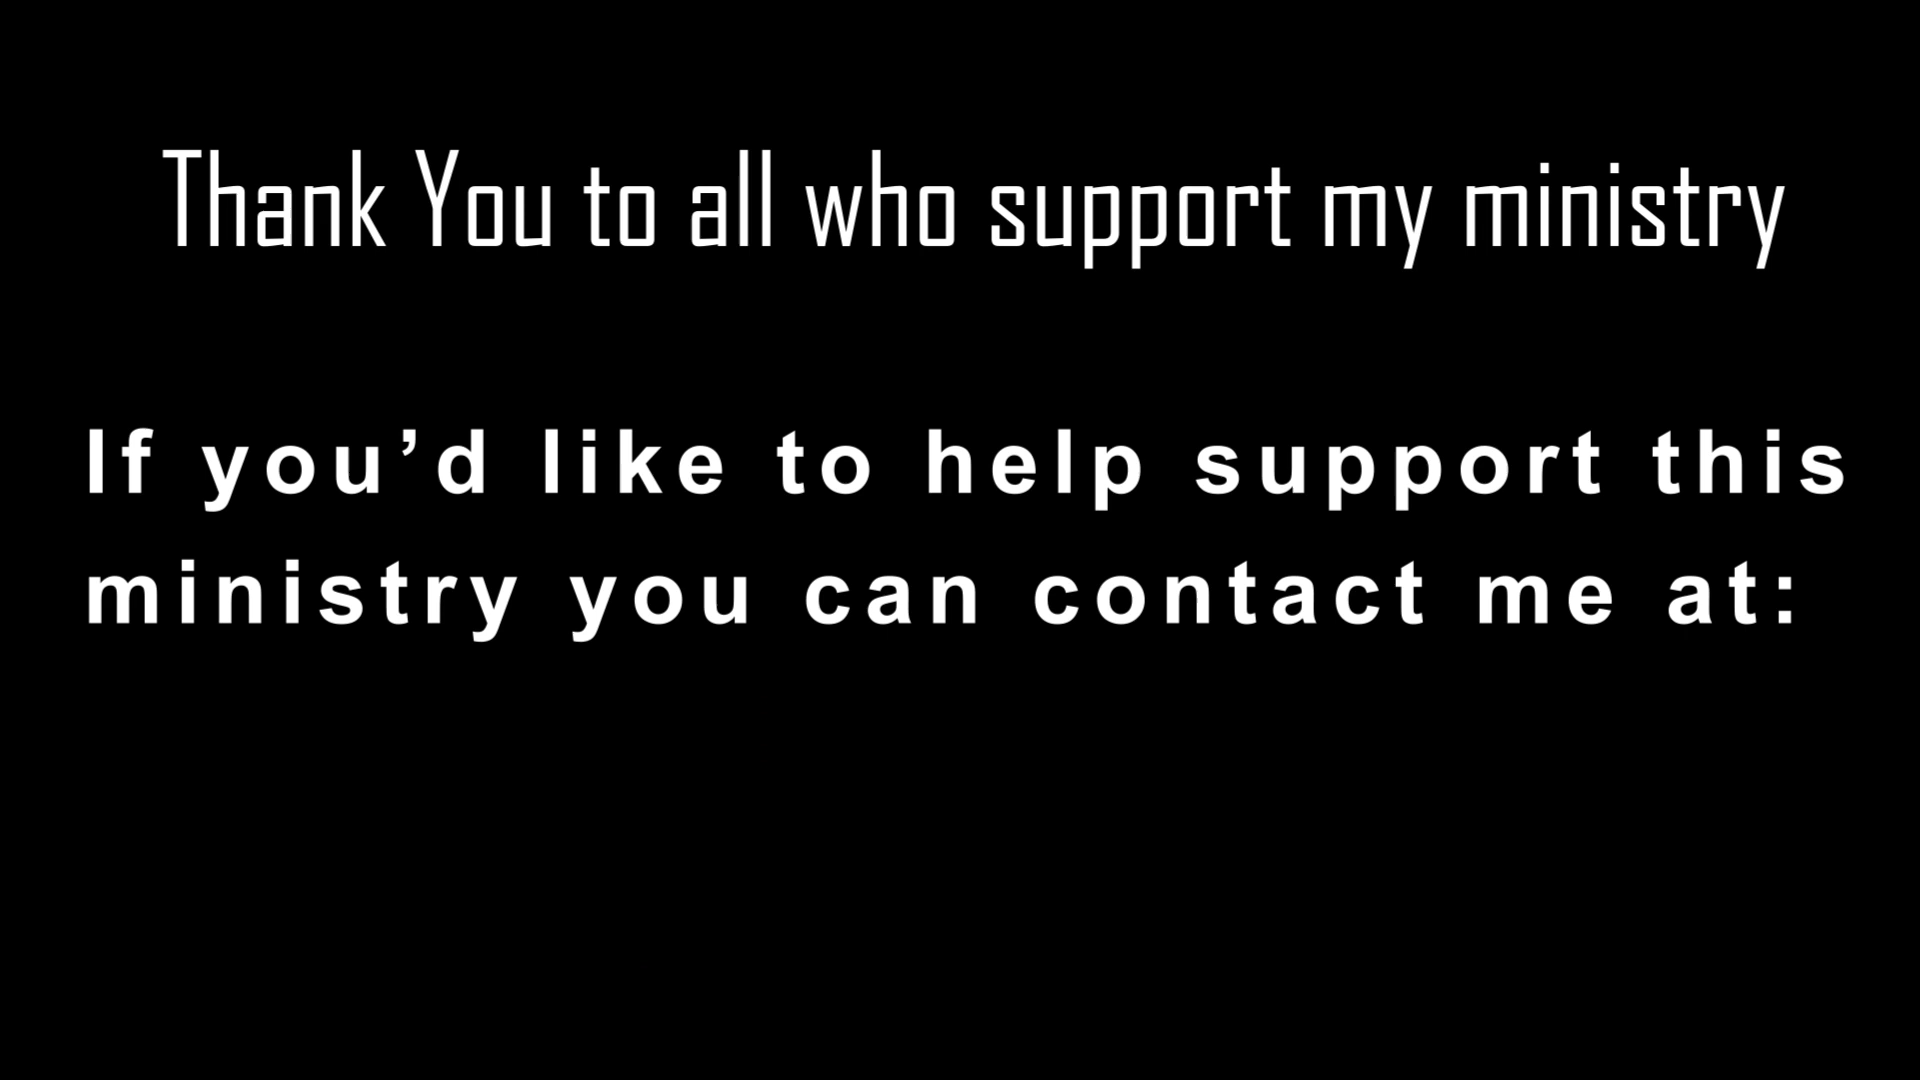 Thank You to all who support my ministry
If you’d like to help support this
ministry you can contact me at: